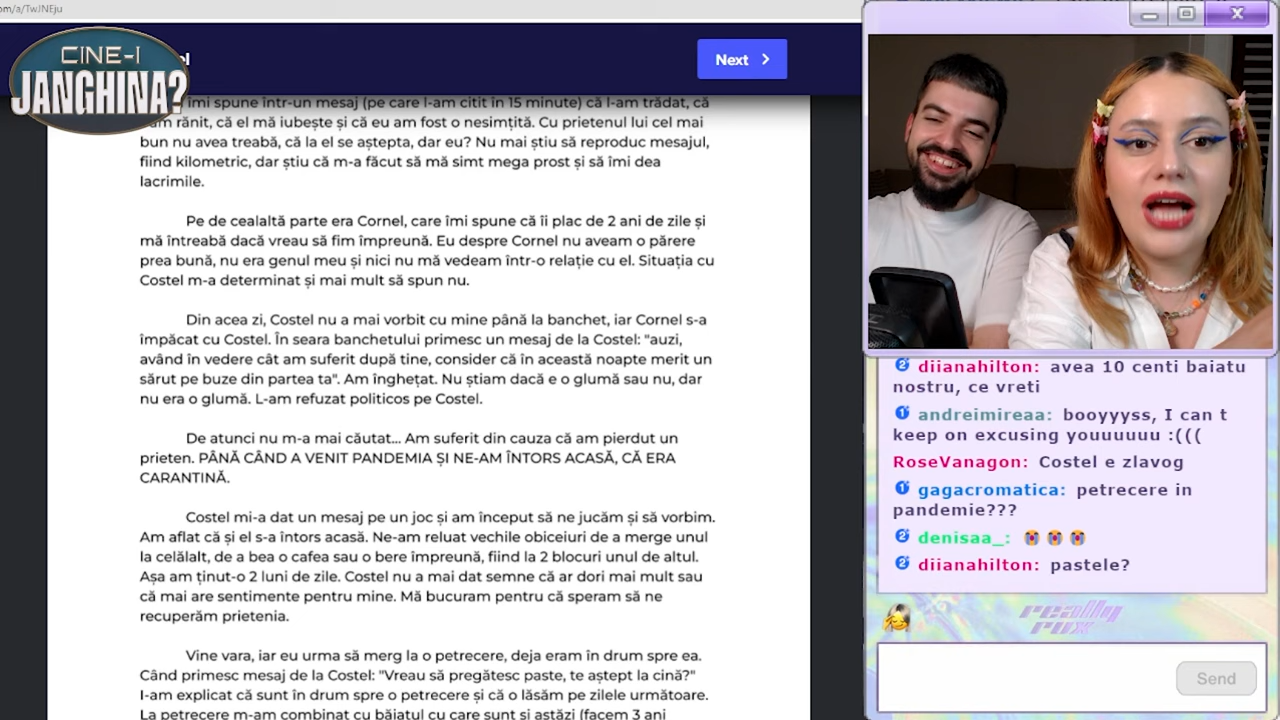 om/a/TwJNEju
CINE-I
JANGHINA?
el
Next
îmi spune într-un mesaj (pe care l-am citit în 15 minute) că l-am trădat, că
am rănit, că el mă iubește și că eu am fost o nesimțită. Cu prietenul lui cel mai
bun nu avea treabă, că la el se aștepta, dar eu? Nu mai știu să reproduc mesajul,
fiind kilometric, dar știu că m-a făcut să mă simt mega prost și să îmi dea
lacrimile.
Pe de cealaltă parte era Cornel, care îmi spune că îi plac de 2 ani de zile și
mă întreabă dacă vreau să fim împreună. Eu despre Cornel nu aveam o părere
prea bună, nu era genul meu și nici nu mă vedeam într-o relație cu el. Situația cu
Costel m-a determinat și mai mult să spun nu.
Din acea zi, Costel nu a mai vorbit cu mine până la banchet, iar Cornel s-a
împăcat cu Costel. În seara banchetului primesc un mesaj de la Costel: "auzi,
având în vedere cât am suferit după tine, consider că în această noapte merit un
sărut pe buze din partea ta". Am înghețat. Nu știam dacă e o glumă sau nu, dar
nu era o glumă. L-am refuzat politicos pe Costel.
De atunci nu m-a mai căutat... Am suferit din cauza că am pierdut un
prieten. PÂNĂ CÂND A VENIT PANDEMIA ȘI NE-AM ÎNTORS ACASĂ, CĂ ERA
CARANTINĂ.
Costel mi-a dat un mesaj pe un joc și am început să ne jucăm și să vorbim.
Am aflat că și el s-a întors acasă. Ne-am reluat vechile obiceiuri de a merge unul
la celălalt, de a bea o cafea sau o bere împreună, fiind la 2 blocuri unul de altul.
Așa am ținut-o 2 luni de zile. Costel nu a mai dat semne că ar dori mai mult sau
că mai are sentimente pentru mine. Mă bucuram pentru că speram să ne
recuperăm prietenia.
Vine vara, iar eu urma să merg la o petrecere, deja eram în drum spre ea.
Când primesc mesaj de la Costel: "Vreau să pregătesc paste, te aștept la cină?"
I-am explicat că sunt în drum spre o petrecere și că o lăsăm pe zilele următoare.
La petrecere m-am combinat cu băiatul cu care sunt și astăzi (facem 3 ani
diianahilton: avea 10 centi baiatu
nostru, ce vreti
andreimireaa: booyyyss, I can t
keep on excusing youuuuuu :(((
RoseVanagon: Costel e zlavog
gagacromatica: petrecere in
pandemie???
denisaa_: 😭 😭 😭
diianahilton: pastele?
really
rux
Send